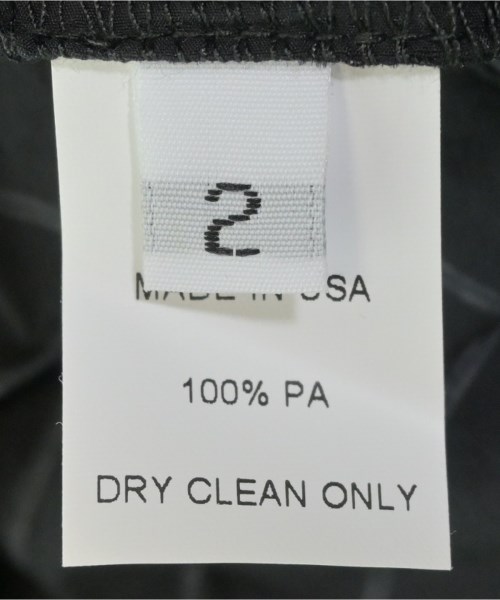 2
MADE IN USA
100% PA
DRY CLEAN ONLY